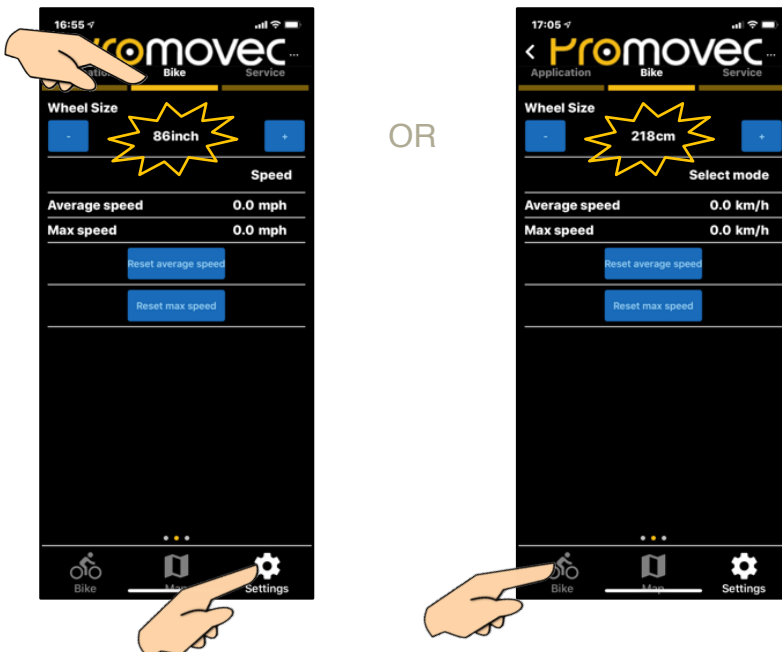 16:55
Promovec ...
Bike Service
Wheel Size
- 86inch +
Speed
Average speed 0.0 mph
Max speed 0.0 mph
Reset average speed
Reset max speed
Bike Map Settings
OR
17:05
< Promovec ...
Application Bike Service
Wheel Size
- 218cm +
Select mode
Average speed 0.0 km/h
Max speed 0.0 km/h
Reset average speed
Reset max speed
Bike Map Settings